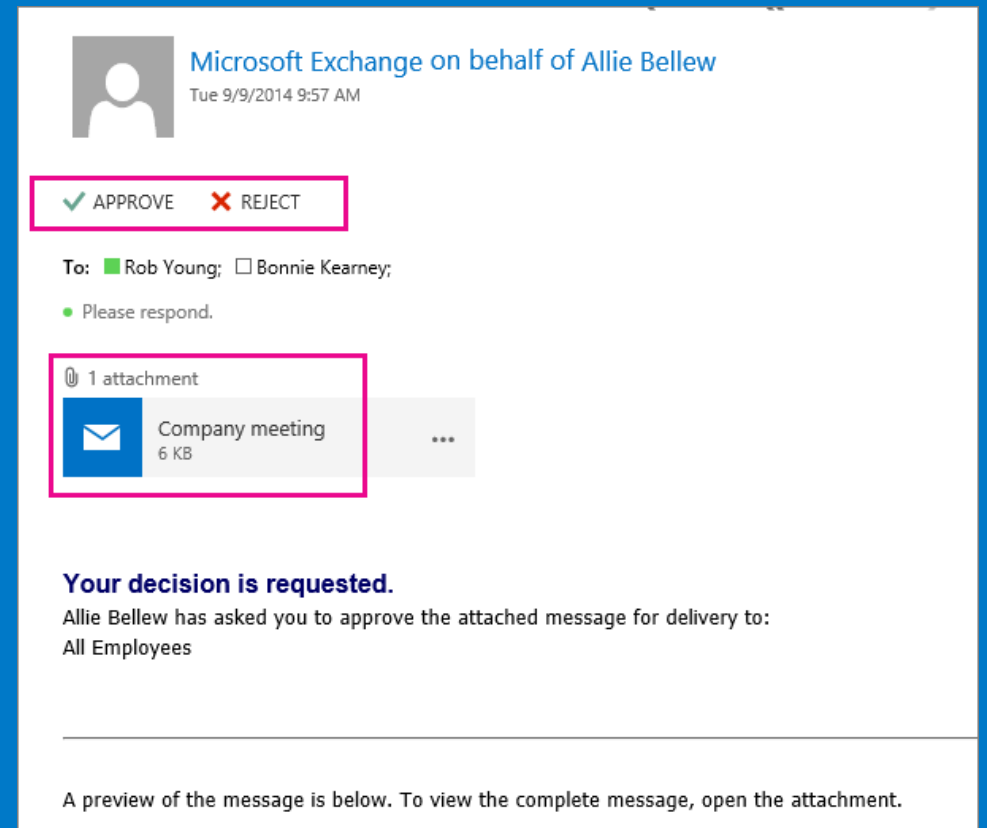 Microsoft Exchange on behalf of Allie Bellew
Tue 9/9/2014 9:57 AM
APPROVE REJECT
To: Rob Young; Bonnie Kearney;
Please respond.
1 attachment
Company meeting
6 KB
Your decision is requested.
Allie Bellew has asked you to approve the attached message for delivery to:
All Employees
A preview of the message is below. To view the complete message, open the attachment.